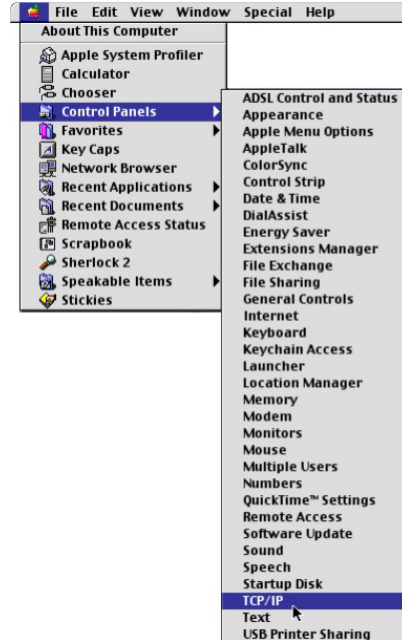 File Edit View Window Special Help
About This Computer
Apple System Profiler
Calculator
Chooser
Control Panels
Favorites
Key Caps
Network Browser
Recent Applications
Recent Documents
Remote Access Status
Scrapbook
Sherlock 2
Speakable Items
Stickies
ADSL Control and Status
Appearance
Apple Menu Options
AppleTalk
ColorSync
Control Strip
Date & Time
DialAssist
Energy Saver
Extensions Manager
File Exchange
File Sharing
General Controls
Internet
Keyboard
Keychain Access
Launcher
Location Manager
Memory
Modem
Monitors
Mouse
Multiple Users
Numbers
QuickTime™ Settings
Remote Access
Software Update
Sound
Speech
Startup Disk
TCP/IP
Text
USB Printer Sharing